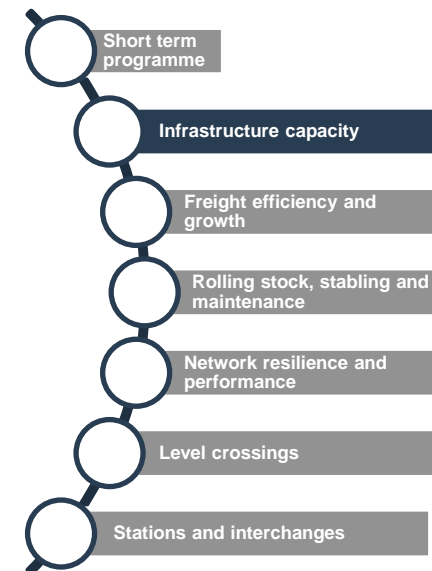 Short term
programme
Infrastructure capacity
Freight efficiency and
growth
Rolling stock, stabling and
maintenance
Network resilience and
performance
Level crossings
Stations and interchanges